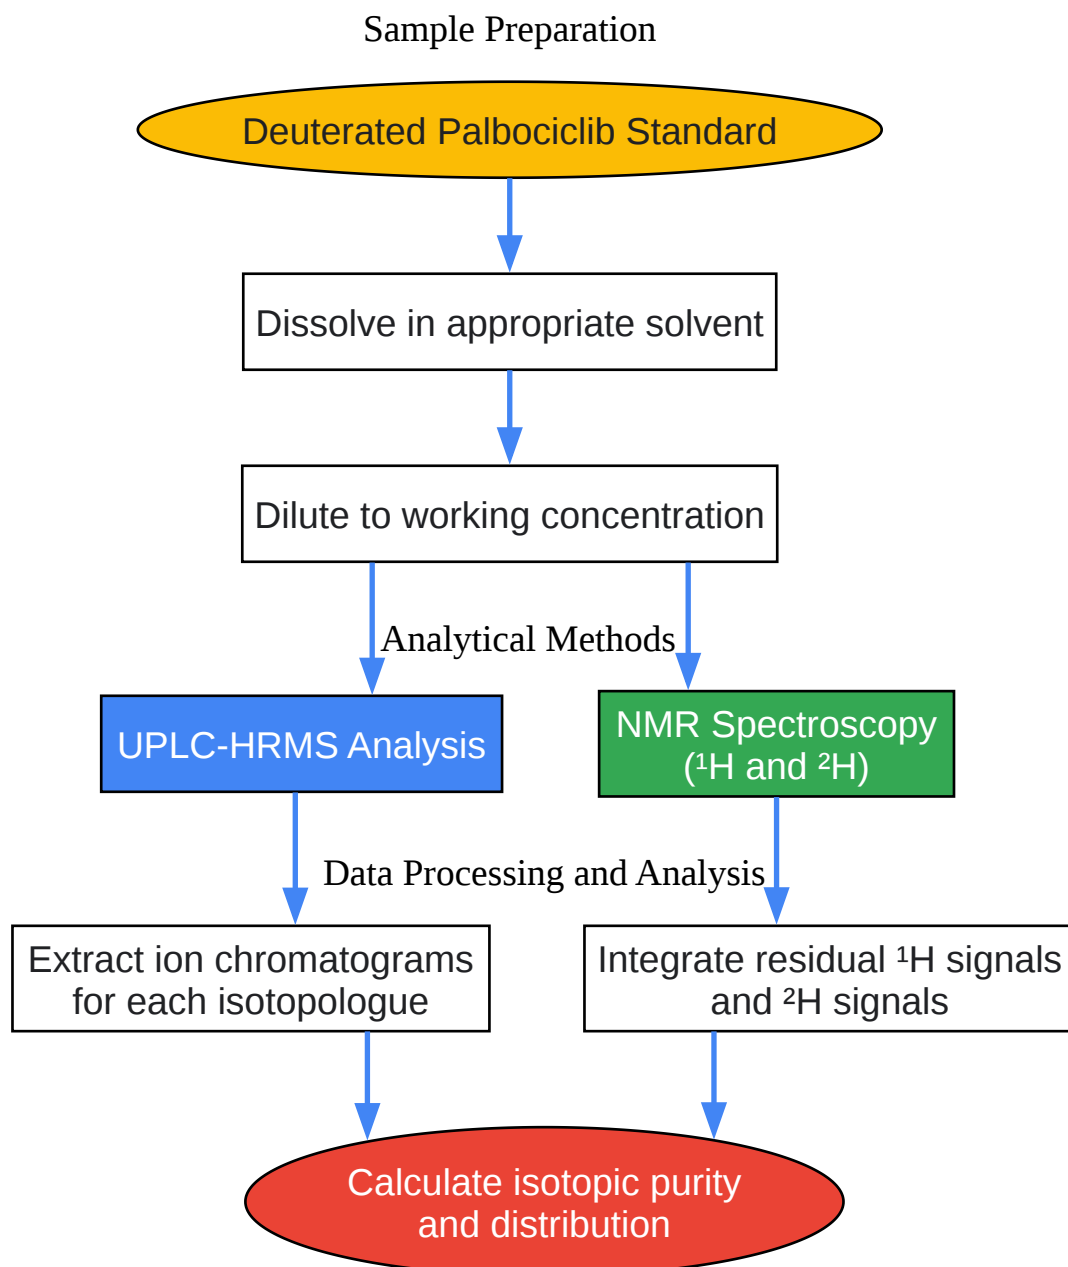 Sample Preparation
Deuterated Palbociclib Standard
Dissolve in appropriate solvent
Dilute to working concentration
Analytical Methods
UPLC-HRMS Analysis
NMR Spectroscopy
(¹H and ²H)
Data Processing and Analysis
Extract ion chromatograms
for each isotopologue
Integrate residual ¹H signals
and ²H signals
Calculate isotopic purity
and distribution